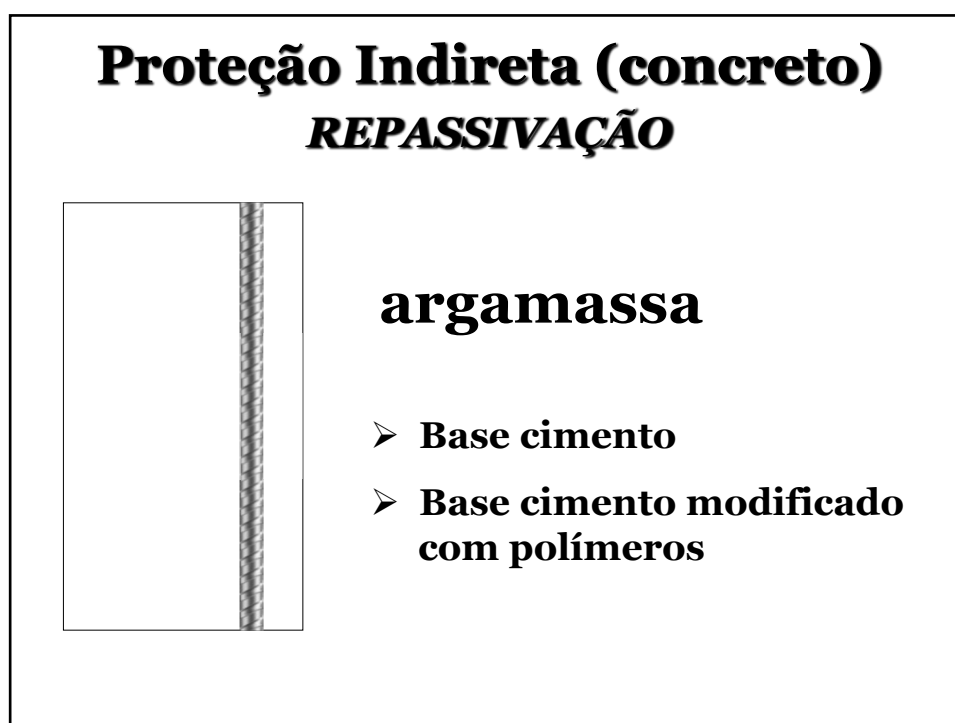 Proteção Indireta (concreto)
REPASSIVAÇÃO
argamassa
➢ Base cimento
➢ Base cimento modificado
com polímeros